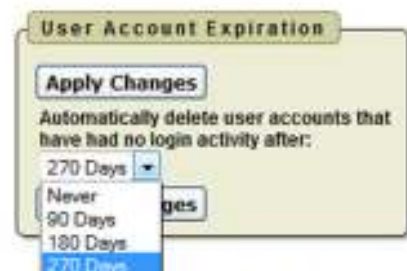 User Account Expiration
Apply Changes
Automatically delete user accounts that
have had no login activity after:
270 Days
Never
90 Days
ges
180 Days
270 Days